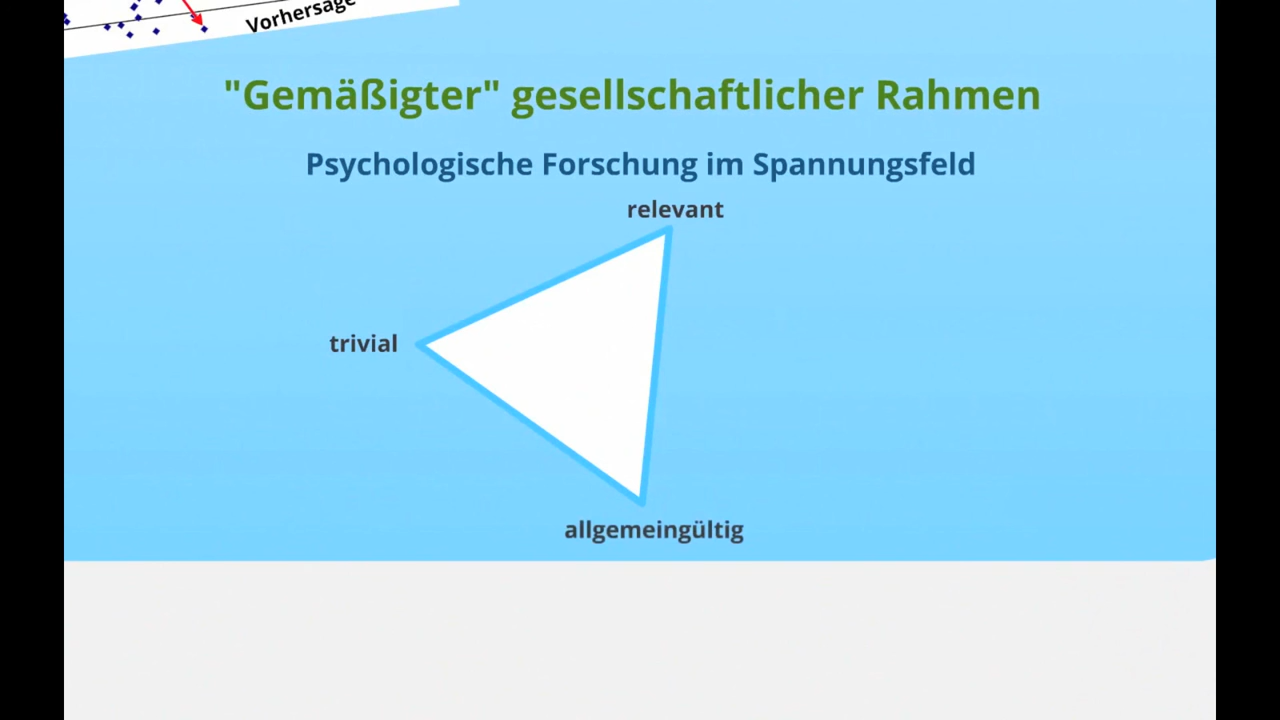 Vorhersage
"Gemäßigter" gesellschaftlicher Rahmen
Psychologische Forschung im Spannungsfeld
relevant
trivial
allgemeingültig